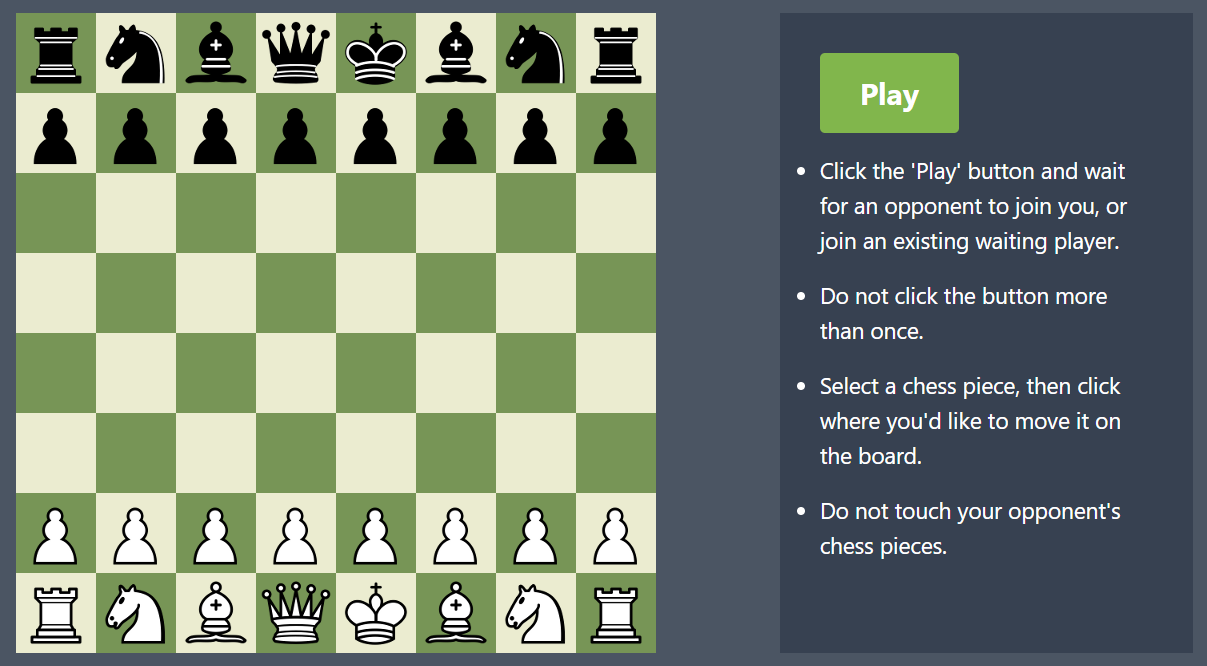 Play
Click the 'Play' button and wait
for an opponent to join you, or
join an existing waiting player.
Do not click the button more
than once.
Select a chess piece, then click
where you'd like to move it on
the board.
Do not touch your opponent's
chess pieces.